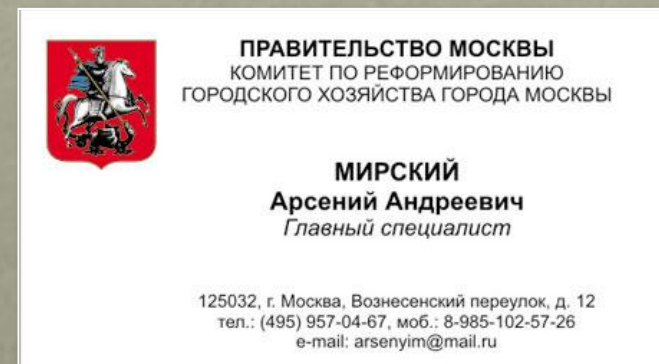 ПРАВИТЕЛЬСТВО МОСКВЫ
КОМИТЕТ ПО РЕФОРМИРОВАНИЮ
ГОРОДСКОГО ХОЗЯЙСТВА ГОРОДА МОСКВЫ
МИРСКИЙ
Арсений Андреевич
Главный специалист
125032, г. Москва, Вознесенский переулок, д. 12
тел.: (495) 957-04-67, моб.: 8-985-102-57-26
e-mail: arsenyim@mail.ru